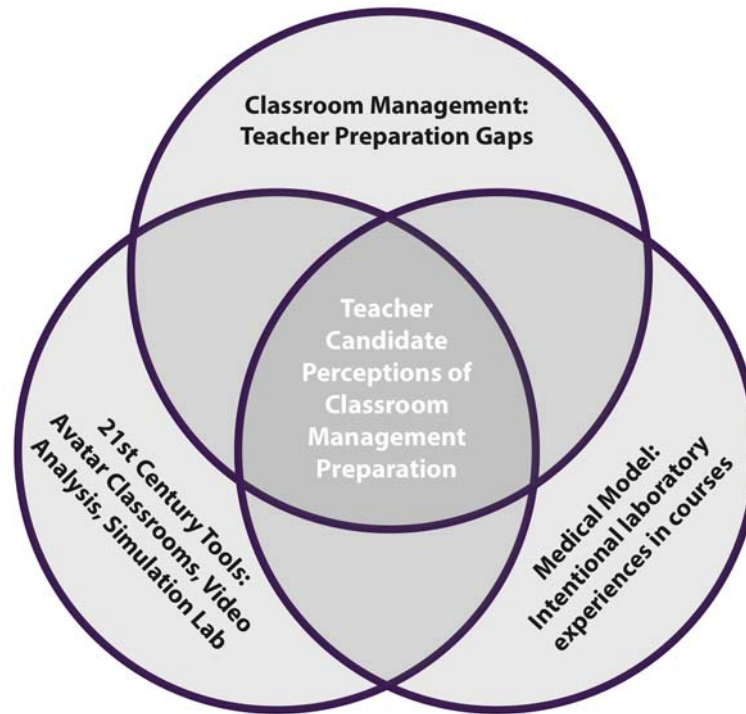 Classroom Management:
Teacher Preparation Gaps
Teacher
Candidate
Perceptions of
Classroom
Management
Preparation
21st Century Tools:
Avatar Classrooms, Video
Analysis, Simulation Lab
Medical Model:
Intentional laboratory
experiences in courses